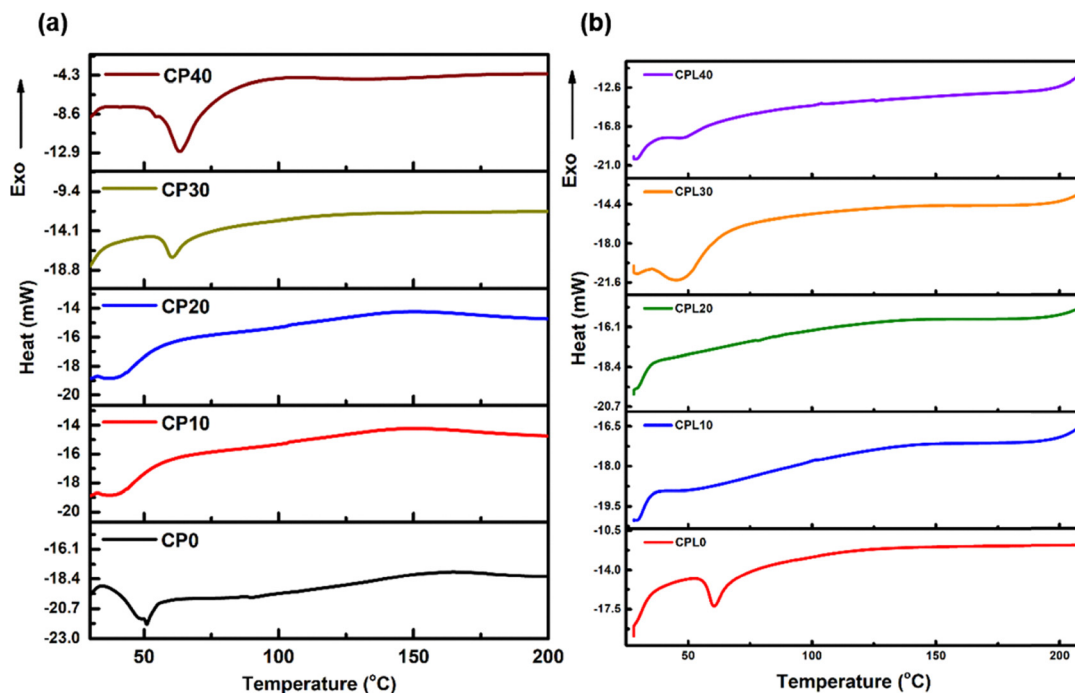 (a)
CP40
-4.3
-8.6
-12.9
CP30
-9.4
-14.1
-18.8
CP20
-14
-16
-18
-20
CP10
-14
-16
-18
-20
CP0
-16.1
-18.4
-20.7
-23.0
50 100 150 200
Temperature (°C)
Heat (mW)
Exo
(b)
CPL40
-12.6
-16.8
-21.0
CPL30
-14.4
-18.0
-21.6
CPL20
-16.1
-18.4
-20.7
CPL10
-16.5
-18.0
-19.5
CPL0
-10.5
-14.0
-17.5
50 100 150 200
Temperature (°C)
Heat (mW)
Exo